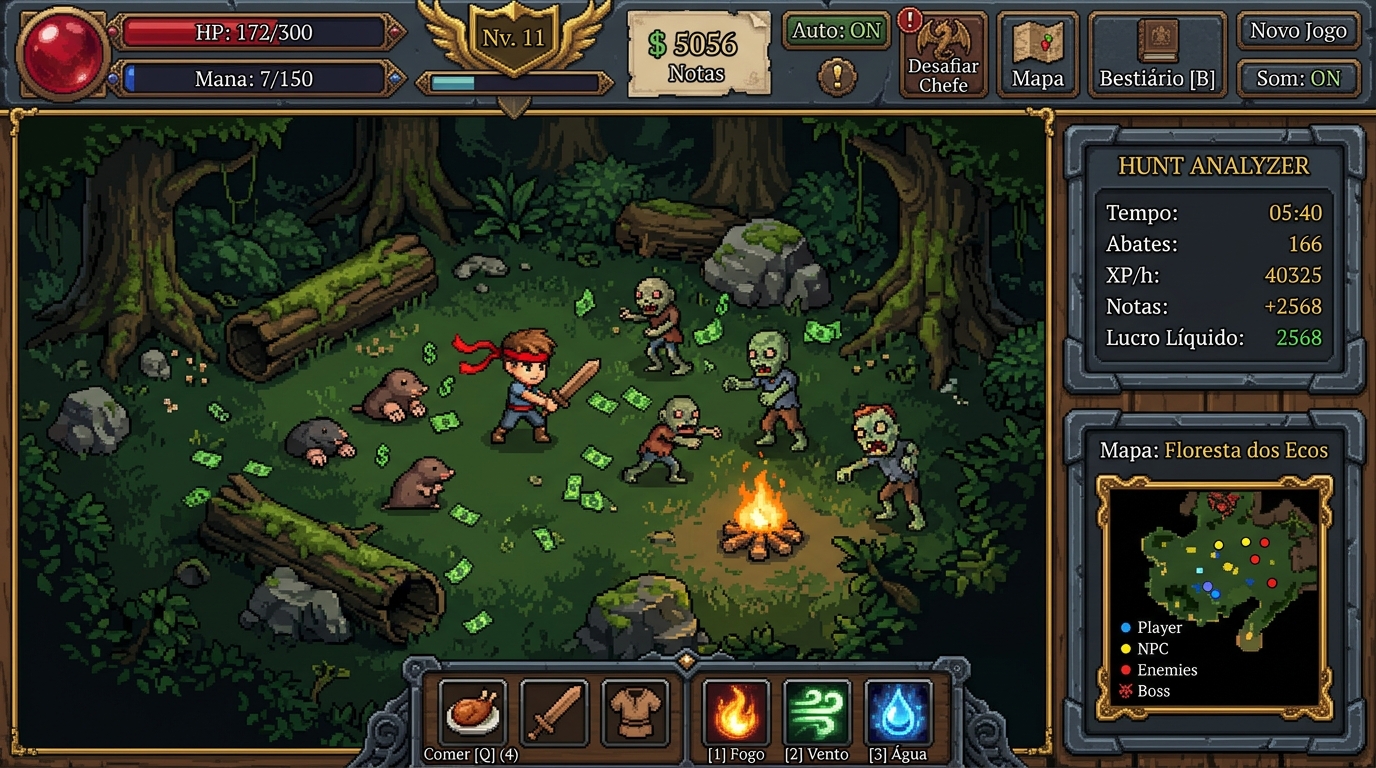 HP: 172/300
Mana: 7/150
Nv. 11
$ 5056
Notas
Auto: ON
!
!
Desafiar
Chefe
Mapa
Bestiário [B]
Novo Jogo
Som: ON
HUNT ANALYZER
Tempo: 05:40
Abates: 166
XP/h: 40325
Notas: +2568
Lucro Líquido: 2568
Mapa: Floresta dos Ecos
Player
NPC
Enemies
Boss
Comer [Q] (4)
[1] Fogo
[2] Vento
[3] Água